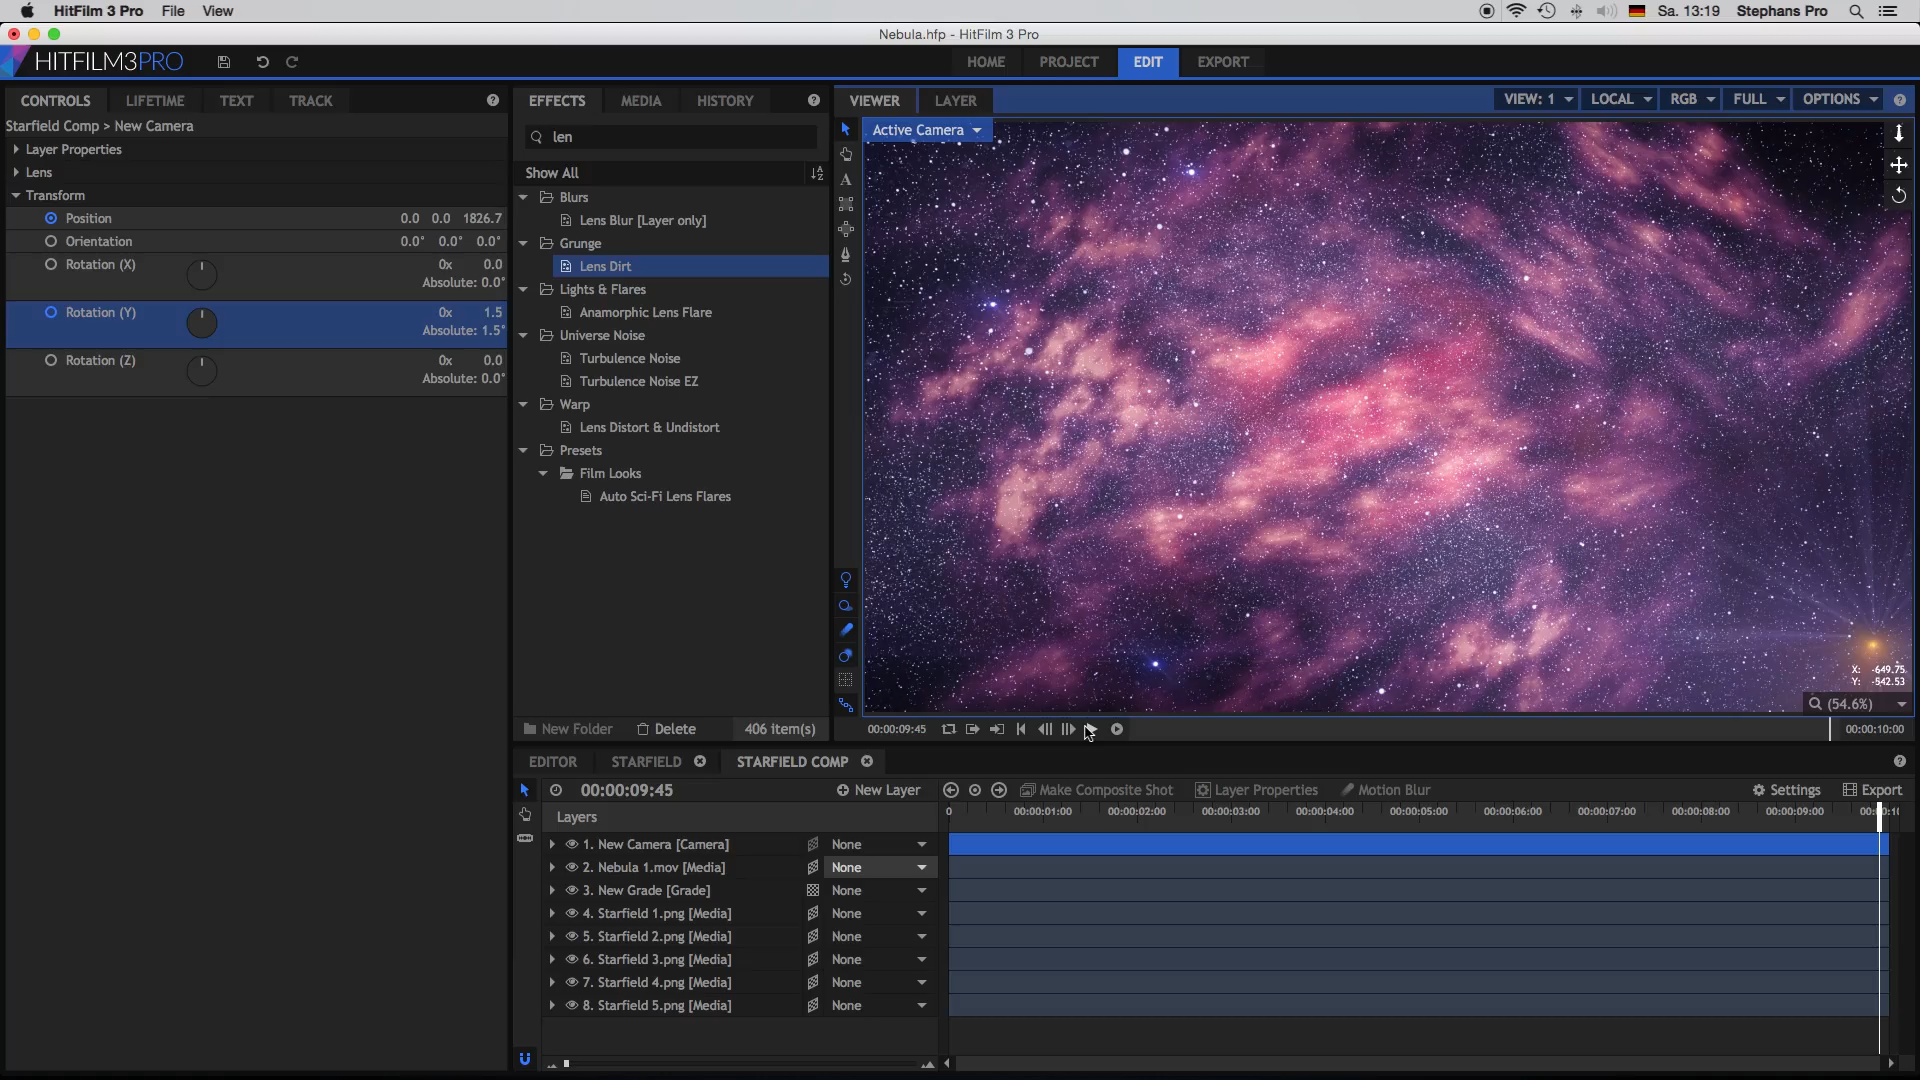 HitFilm 3 Pro File View Sa. 13:19 Stephans Pro
Nebula.hfp - HitFilm 3 Pro
HITFILM3PRO HOME PROJECT EDIT EXPORT
CONTROLS LIFETIME TEXT TRACK
Starfield Comp > New Camera
Layer Properties
Lens
Transform
Position 0.0 0.0 1826.7
Orientation 0.0° 0.0° 0.0°
Rotation (X) 0x 0.0
Absolute: 0.0°
Rotation (Y) 0x 1.5
Absolute: 1.5°
Rotation (Z) 0x 0.0
Absolute: 0.0°
EFFECTS MEDIA HISTORY
len
Show All
Blurs
Lens Blur [Layer only]
Grunge
Lens Dirt
Lights & Flares
Anamorphic Lens Flare
Universe Noise
Turbulence Noise
Turbulence Noise EZ
Warp
Lens Distort & Undistort
Presets
Film Looks
Auto Sci-Fi Lens Flares
New Folder Delete 406 item(s)
VIEWER LAYER VIEW: 1 LOCAL RGB FULL OPTIONS
Active Camera
X: -649.75
Y: -542.53
(54.6%)
00:00:09:45 00:00:10:00
EDITOR STARFIELD STARFIELD COMP
00:00:09:45 New Layer Make Composite Shot Layer Properties Motion Blur Settings Export
Layers 0 00:00:01:00 00:00:02:00 00:00:03:00 00:00:04:00 00:00:05:00 00:00:06:00 00:00:07:00 00:00:08:00 00:00:09:00
1. New Camera [Camera] None
2. Nebula 1.mov [Media] None
3. New Grade [Grade] None
4. Starfield 1.png [Media] None
5. Starfield 2.png [Media] None
6. Starfield 3.png [Media] None
7. Starfield 4.png [Media] None
8. Starfield 5.png [Media] None